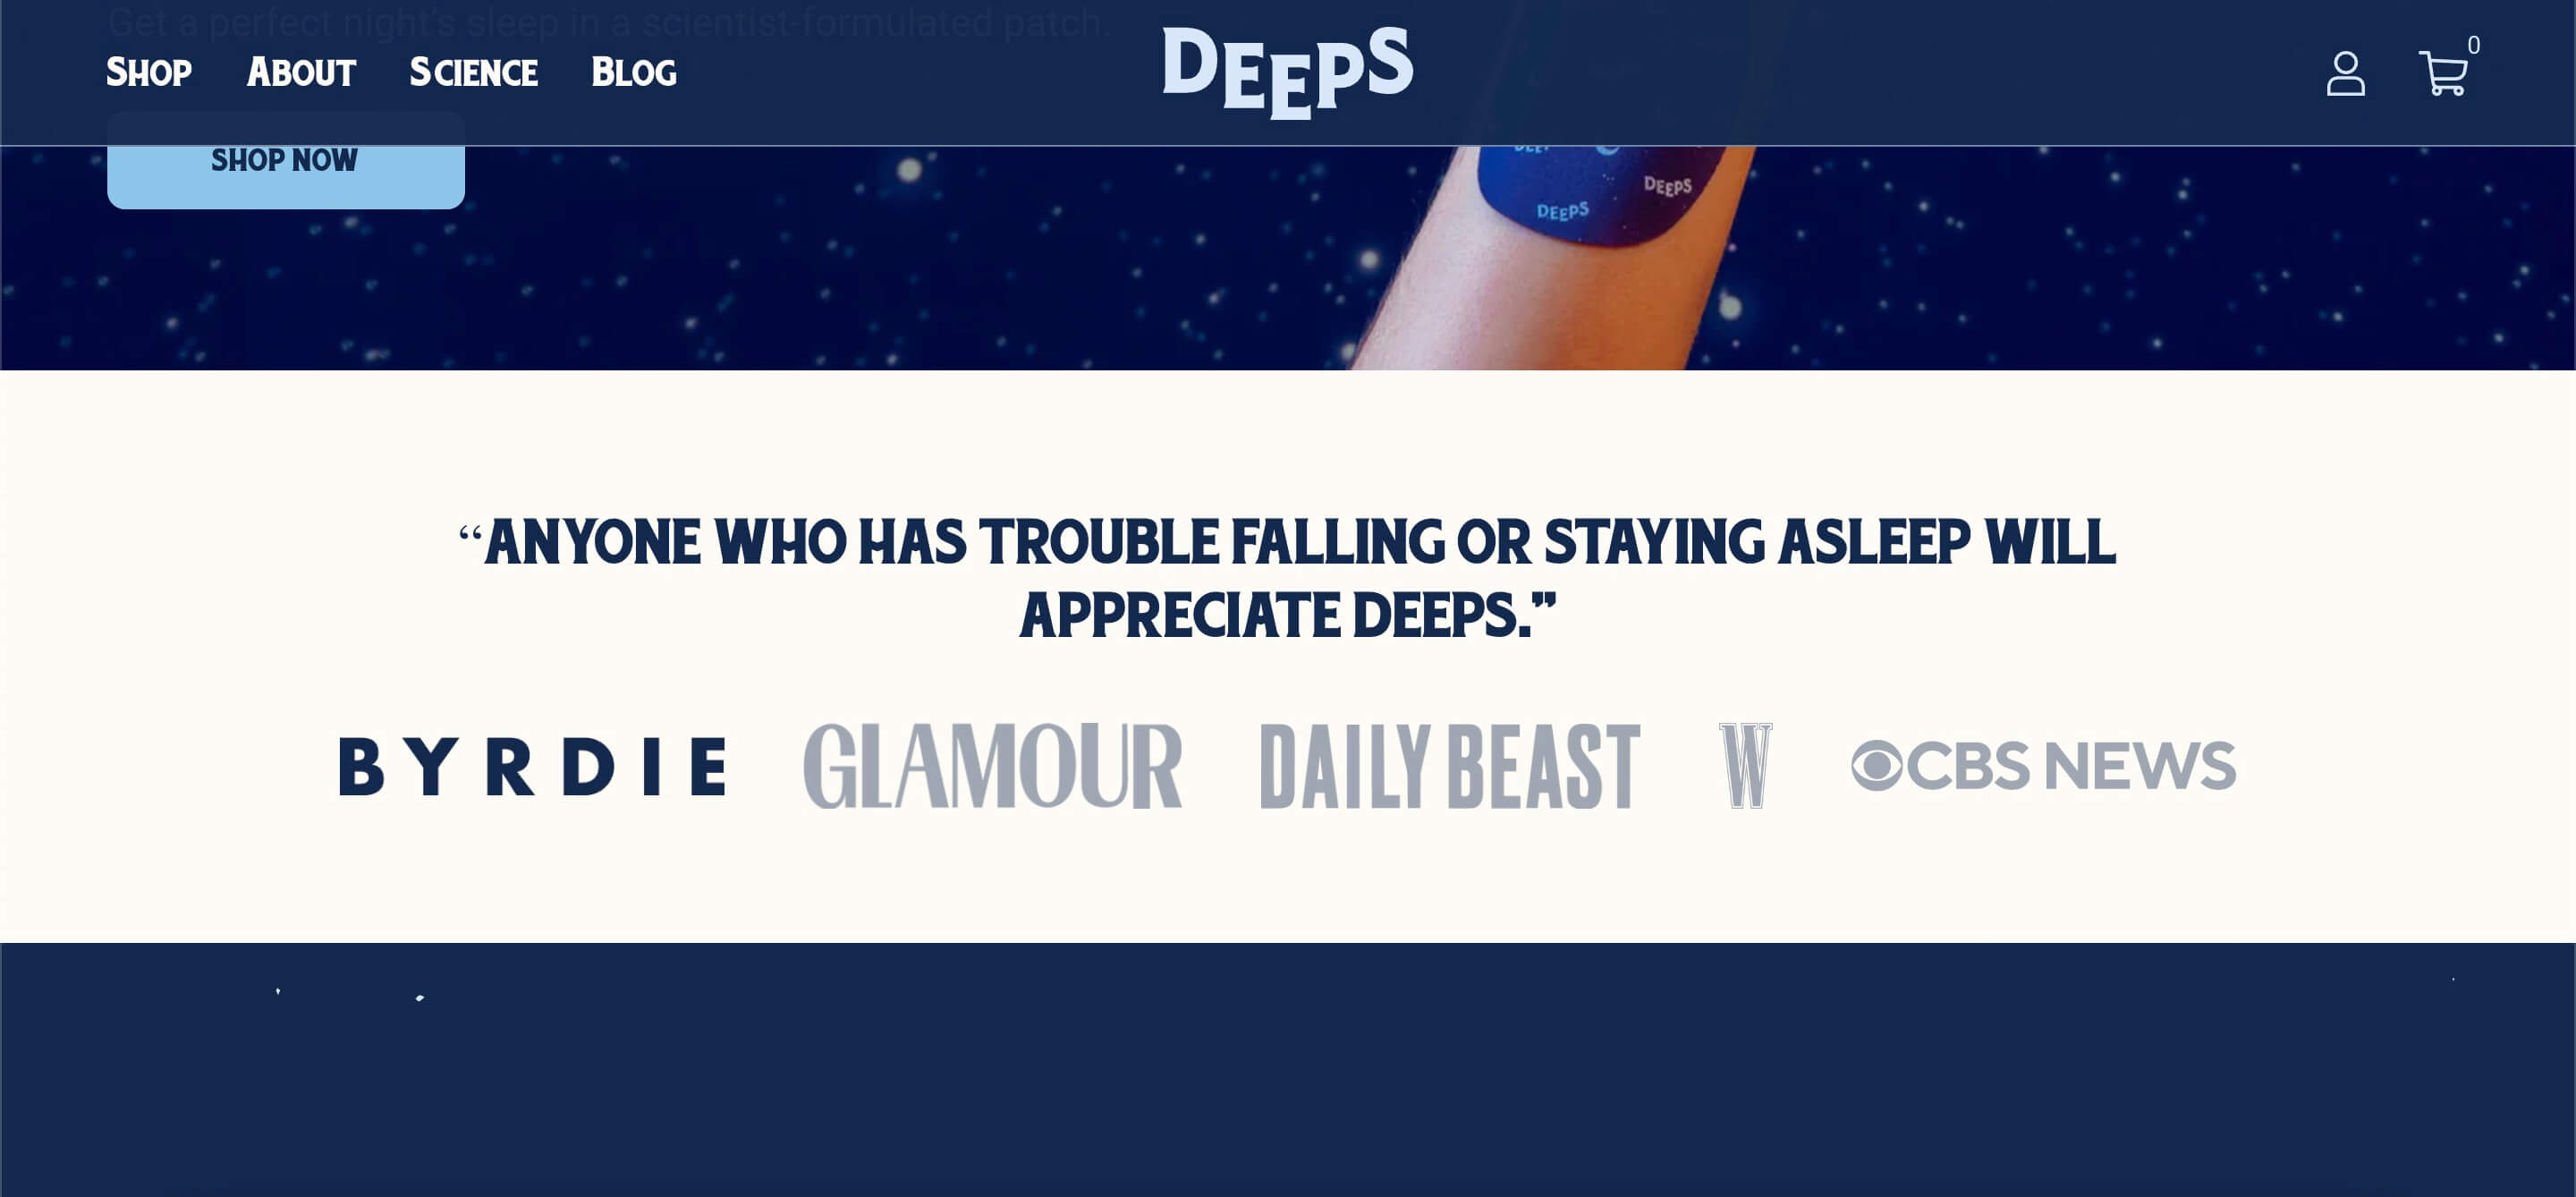 Get a perfect night's sleep in a scientist-formulated patch.
SHOP ABOUT SCIENCE BLOG
DEEPS
0
SHOP NOW
DEEPS
DEEPS
“ANYONE WHO HAS TROUBLE FALLING OR STAYING ASLEEP WILL
APPRECIATE DEEPS.”
BYRDIE GLAMOUR DAILY BEAST W CBS NEWS